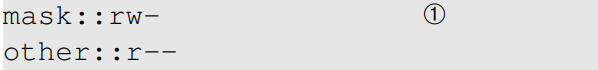 mask::rw- ①
other::r--